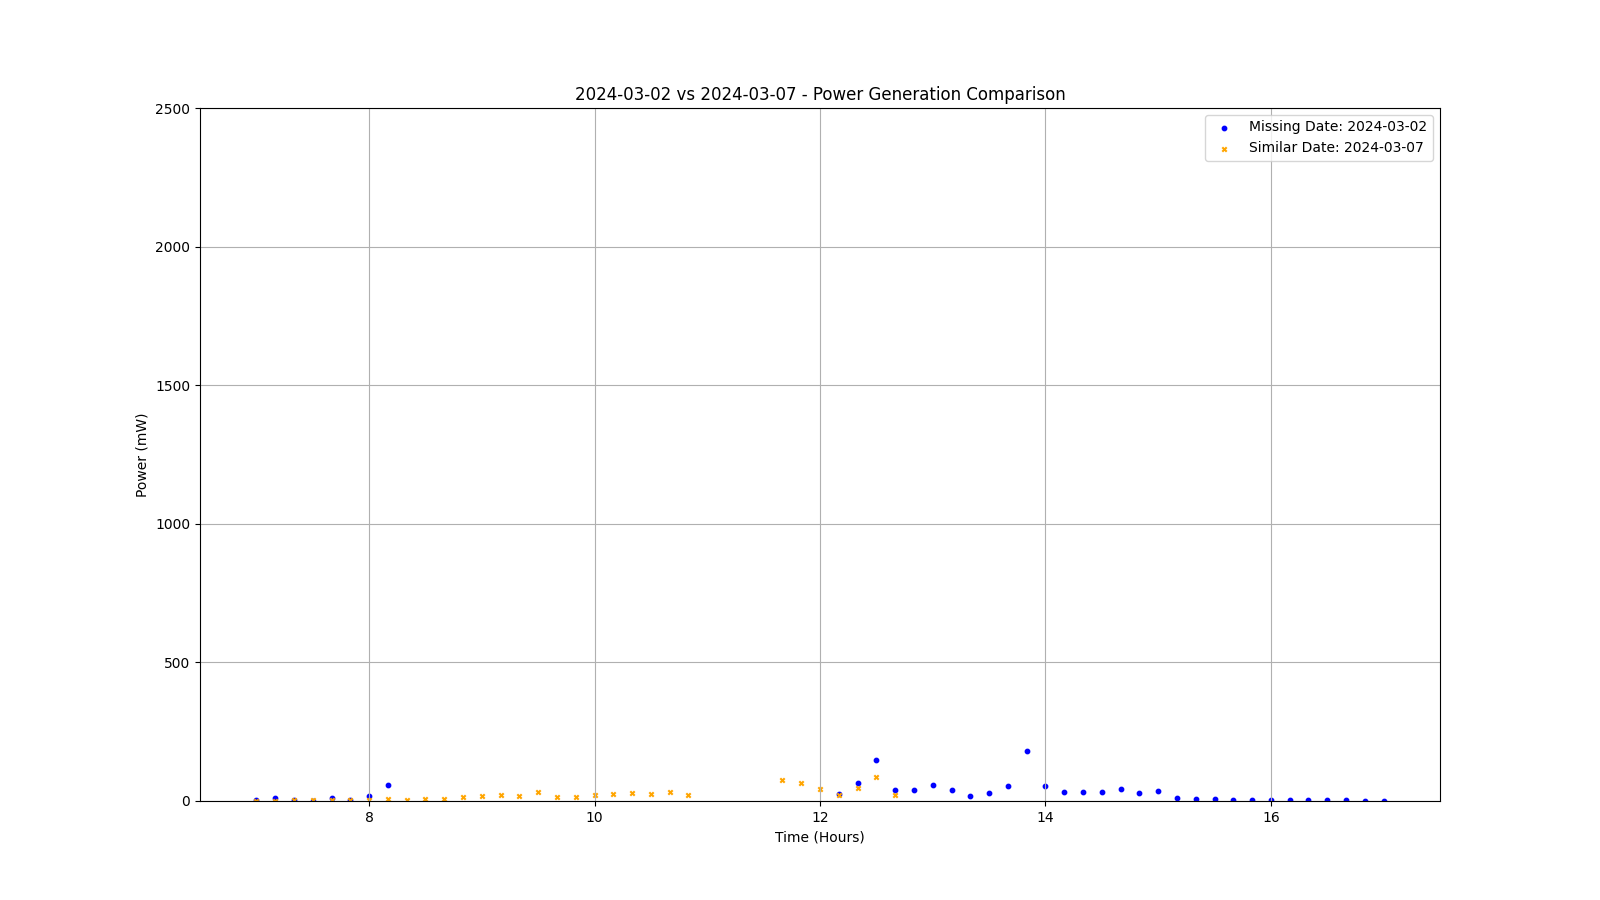 2024-03-02 vs 2024-03-07 - Power Generation Comparison
Missing Date: 2024-03-02
Similar Date: 2024-03-07
2500
2000
1500
1000
500
0
Power (mW)
8
10
12
14
16
Time (Hours)